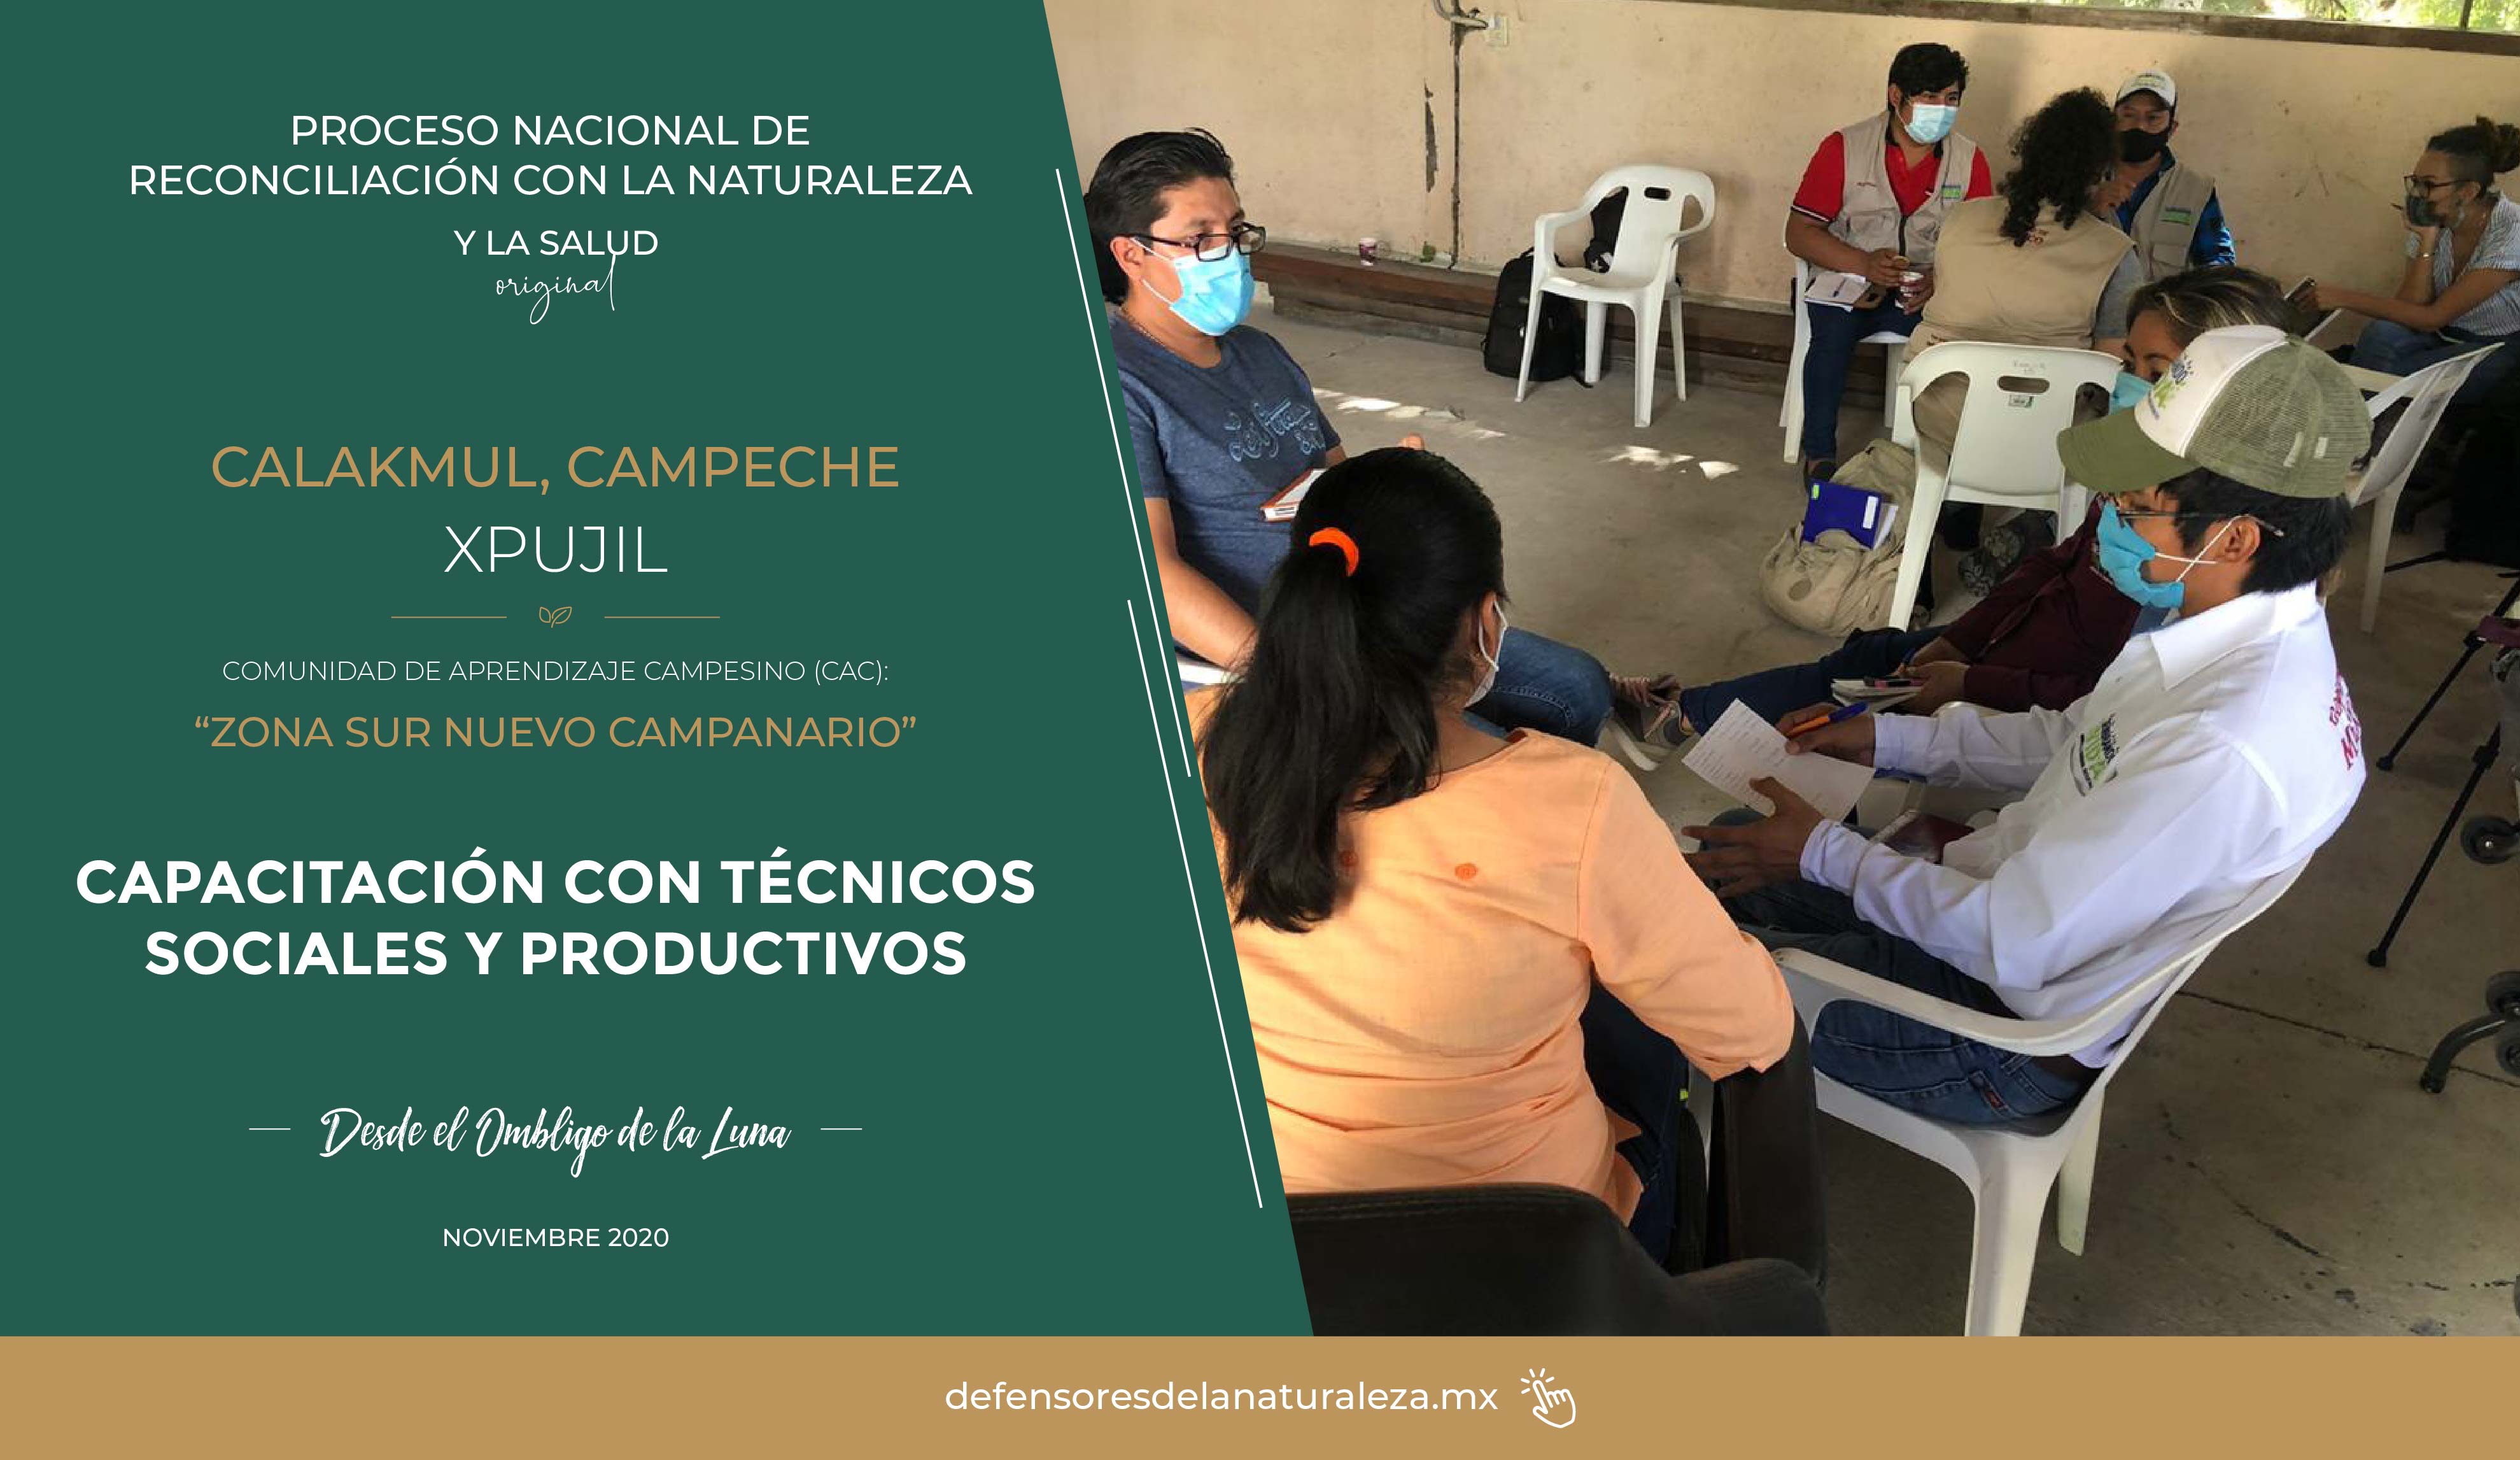 PROCESO NACIONAL DE
RECONCILIACIÓN CON LA NATURALEZA
Y LA SALUD
original
CALAKMUL, CAMPECHE
XPUJIL
COMUNIDAD DE APRENDIZAJE CAMPESINO (CAC):
“ZONA SUR NUEVO CAMPANARIO”
CAPACITACIÓN CON TÉCNICOS
SOCIALES Y PRODUCTIVOS
Desde el Ombligo de la Luna
NOVIEMBRE 2020
defensoresdelanaturaleza.mx